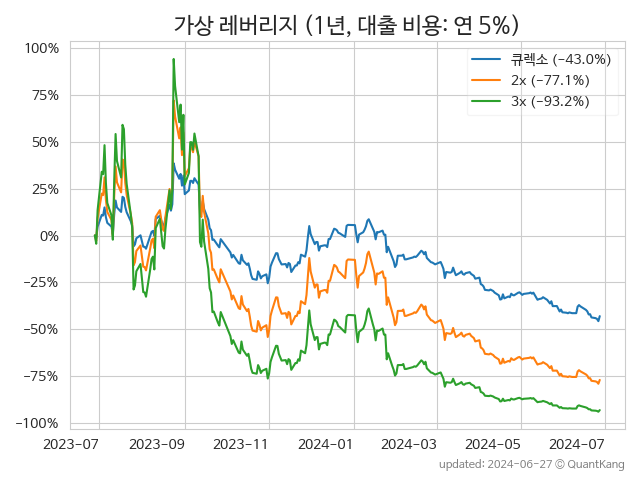 가상 레버리지 (1년, 대출 비용: 연 5%)
100%
75%
50%
25%
0%
−25%
−50%
−75%
−100%
큐렉소 (−43.0%)
2x (−77.1%)
3x (−93.2%)
2023-07 2023-09 2023-11 2024-01 2024-03 2024-05 2024-07
updated: 2024-06-27 © QuantKang